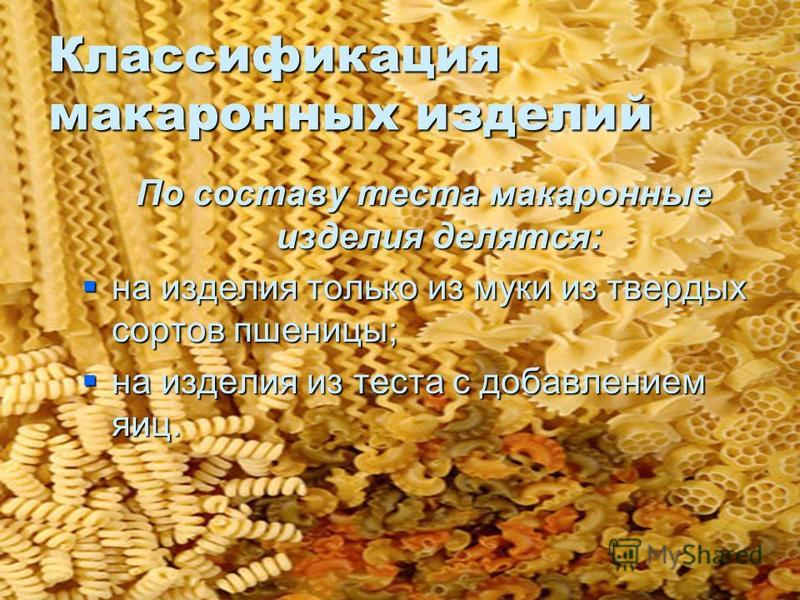 Классификация
макаронных изделий
По составу теста макаронные
изделия делятся:
на изделия только из муки из твердых
сортов пшеницы;
на изделия из теста с добавлением
яиц.
MyShared